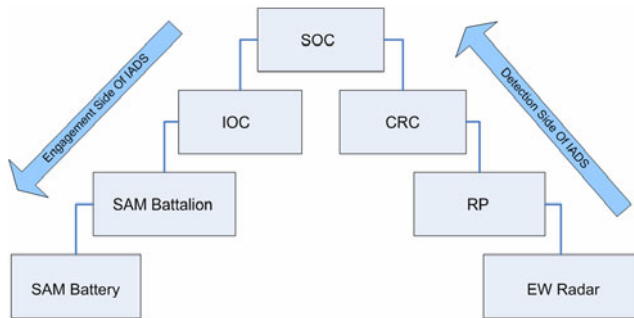 SOC
Engagement Side Of IADS
Detection Side Of IADS
IOC
CRC
SAM Battalion
RP
SAM Battery
EW Radar